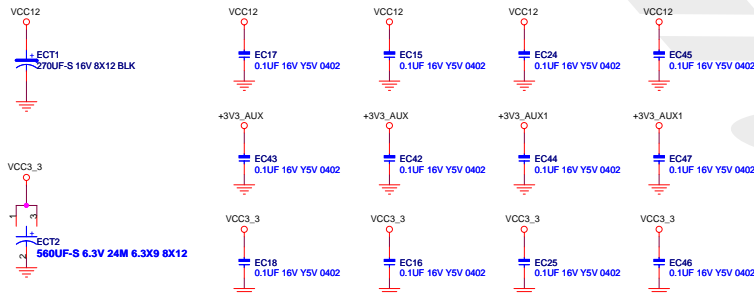 VCC12
VCC12
VCC12
VCC12
VCC12
+
ECT1
270UF-S 16V 8X12 BLK
EC17
0.1UF 16V Y5V 0402
EC15
0.1UF 16V Y5V 0402
EC24
0.1UF 16V Y5V 0402
EC45
0.1UF 16V Y5V 0402
+3V3_AUX
+3V3_AUX
+3V3_AUX1
+3V3_AUX1
EC43
0.1UF 16V Y5V 0402
EC42
0.1UF 16V Y5V 0402
EC44
0.1UF 16V Y5V 0402
EC47
0.1UF 16V Y5V 0402
VCC3_3
1
3
+
ECT2
560UF-S 6.3V 24M 6.3X9 8X12
2
VCC3_3
VCC3_3
VCC3_3
VCC3_3
EC18
0.1UF 16V Y5V 0402
EC16
0.1UF 16V Y5V 0402
EC25
0.1UF 16V Y5V 0402
EC46
0.1UF 16V Y5V 0402